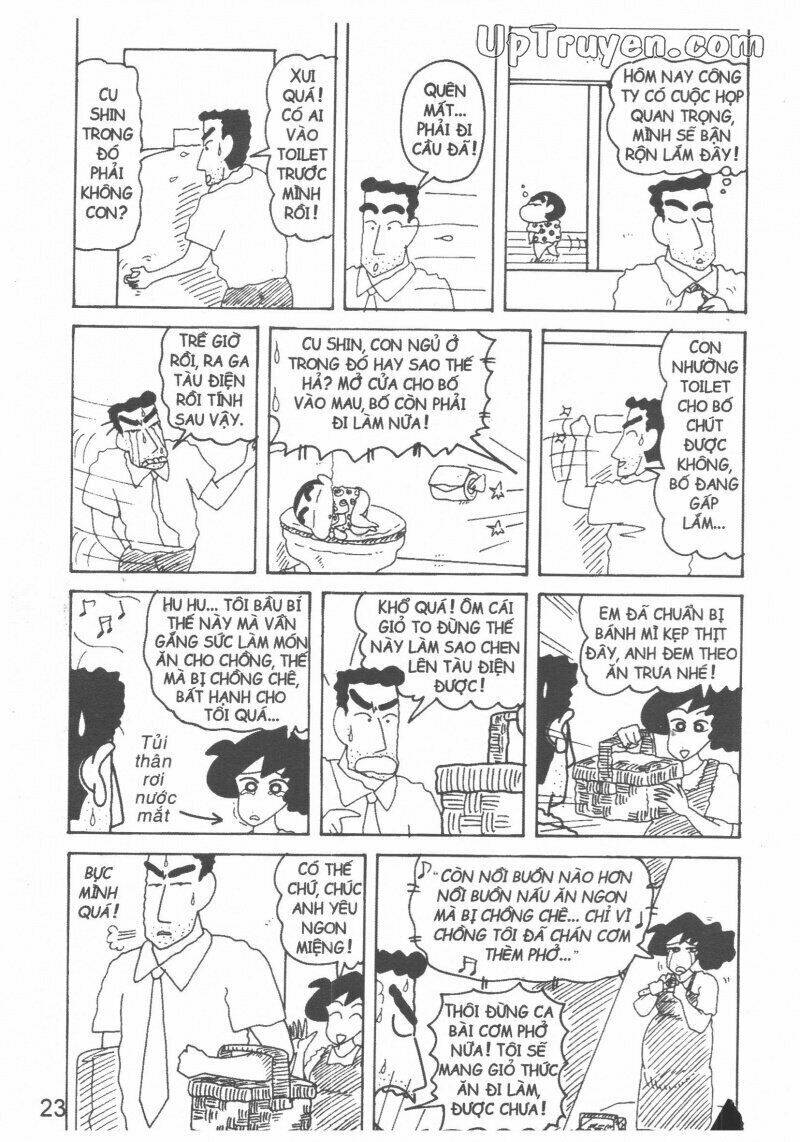 UpTruyen.com
HÔM NAY CÔNG
TY CÓ CUỘC HỌP
QUAN TRỌNG,
MÌNH SẼ BẬN
RỘN LẮM ĐÂY!
QUÊN
MẤT...
PHẢI ĐI
CẦU ĐÃ!
XUI
QUÁ!
CÓ AI
VÀO
TOILET
TRƯỚC
MÌNH
RỒI!
CU
SHIN
TRONG
ĐÓ
PHẢI
KHÔNG
CON?
CON
NHƯỜNG
TOILET
CHO BỐ
CHÚT
ĐƯỢC
KHÔNG,
BỐ ĐANG
GẤP
LẮM...
CU SHIN, CON NGỦ Ở
TRONG ĐÓ HAY SAO THẾ
HẢ? MỞ CỬA CHO BỐ
VÀO MAU, BỐ CÒN PHẢI
ĐI LÀM NỮA!
TRỄ GIỜ
RỒI, RA GA
TÀU ĐIỆN
RỒI TÍNH
SAU VẬY.
EM ĐÃ CHUẨN BỊ
BÁNH MÌ KẸP THỊT
ĐÂY, ANH ĐEM THEO
ĂN TRƯA NHÉ!
KHỔ QUÁ! ÔM CÁI
GIỎ TO ĐÙNG THẾ
NÀY LÀM SAO CHEN
LÊN TÀU ĐIỆN
ĐƯỢC!
HU HU... TÔI BẦU BÍ
THẾ NÀY MÀ VẪN
GẮNG SỨC LÀM MÓN
ĂN CHO CHỒNG, THẾ
MÀ BỊ CHỒNG CHÊ,
BẤT HẠNH CHO
TÔI QUÁ...
Tủi
thân
rơi
nước
mắt
"CÒN NỖI BUỒN NÀO HƠN
NỖI BUỒN NẤU ĂN NGON
MÀ BỊ CHỒNG CHÊ... CHỈ VÌ
CHỒNG TÔI ĐÃ CHÁN CƠM
THÈM PHỞ..."
THÔI ĐỪNG CA
BÀI CƠM PHỞ
NỮA! TÔI SẼ
MANG GIỎ THỨC
ĂN ĐI LÀM,
ĐƯỢC CHƯA!
CÓ THẾ
CHỨ, CHÚC
ANH YÊU
NGON
MIỆNG!
BỰC
MÌNH
QUÁ!
23